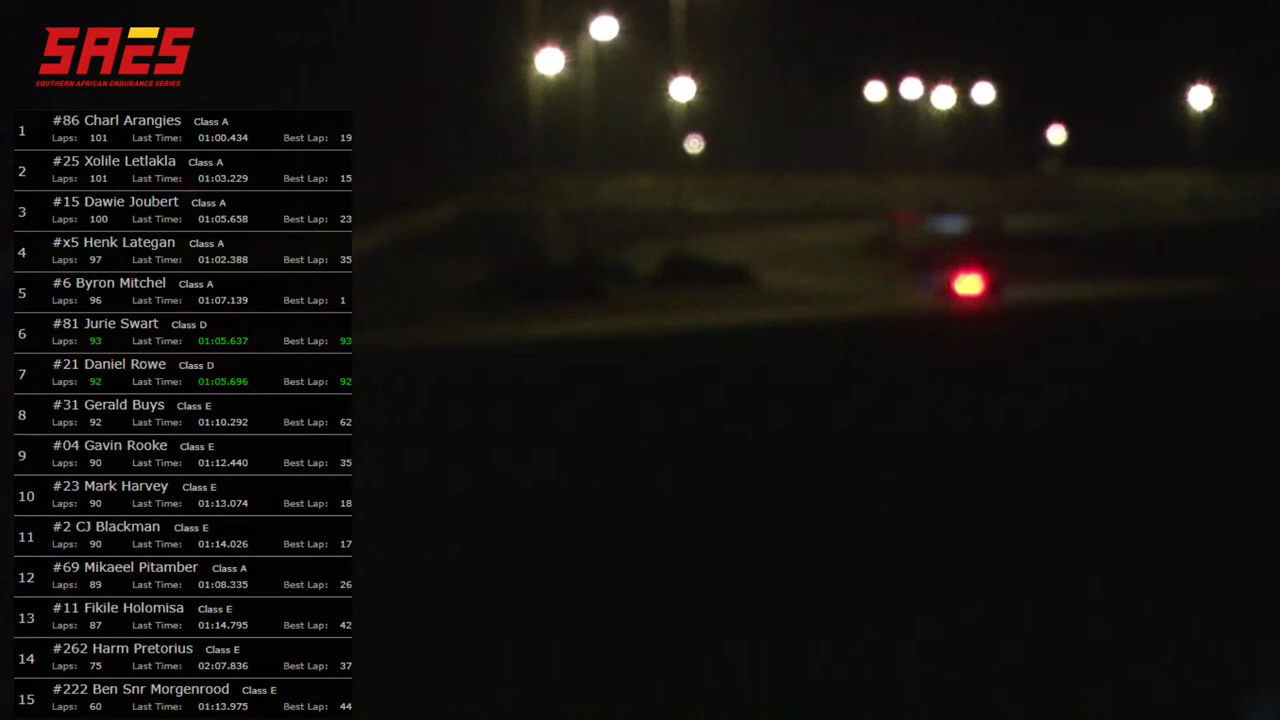 SAES
SOUTHERN AFRICAN ENDURANCE SERIES
1 #86 Charl Arangies Class A
Laps: 101 Last Time: 01:00.434 Best Lap: 19
2 #25 Xolile Letlakla Class A
Laps: 101 Last Time: 01:03.229 Best Lap: 15
3 #15 Dawie Joubert Class A
Laps: 100 Last Time: 01:05.658 Best Lap: 23
4 #x5 Henk Lategan Class A
Laps: 97 Last Time: 01:02.388 Best Lap: 35
5 #6 Byron Mitchel Class A
Laps: 96 Last Time: 01:07.139 Best Lap: 1
6 #81 Jurie Swart Class D
Laps: 93 Last Time: 01:05.637 Best Lap: 93
7 #21 Daniel Rowe Class D
Laps: 92 Last Time: 01:05.696 Best Lap: 92
8 #31 Gerald Buys Class E
Laps: 92 Last Time: 01:10.292 Best Lap: 62
9 #04 Gavin Rooke Class E
Laps: 90 Last Time: 01:12.440 Best Lap: 35
10 #23 Mark Harvey Class E
Laps: 90 Last Time: 01:13.074 Best Lap: 18
11 #2 CJ Blackman Class E
Laps: 90 Last Time: 01:14.026 Best Lap: 17
12 #69 Mikaeel Pitamber Class A
Laps: 89 Last Time: 01:08.335 Best Lap: 26
13 #11 Fikile Holomisa Class E
Laps: 87 Last Time: 01:14.795 Best Lap: 42
14 #262 Harm Pretorius Class E
Laps: 75 Last Time: 02:07.836 Best Lap: 37
15 #222 Ben Snr Morgenrood Class E
Laps: 60 Last Time: 01:13.975 Best Lap: 44